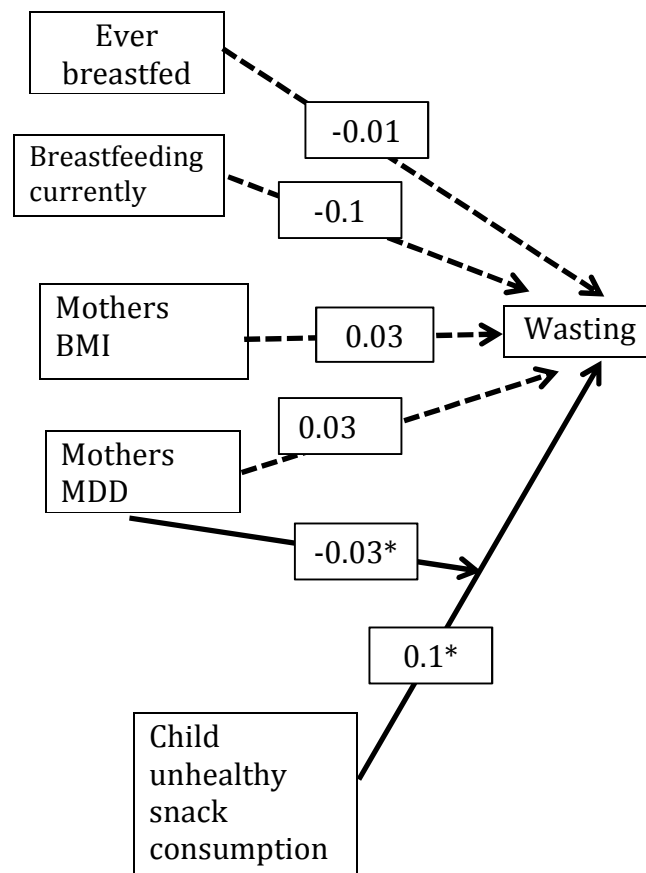 Ever
breastfed
-0.01
Breastfeeding
currently
-0.1
Mothers
BMI
0.03
Wasting
Mothers
MDD
0.03
-0.03*
0.1*
Child
unhealthy
snack
consumption